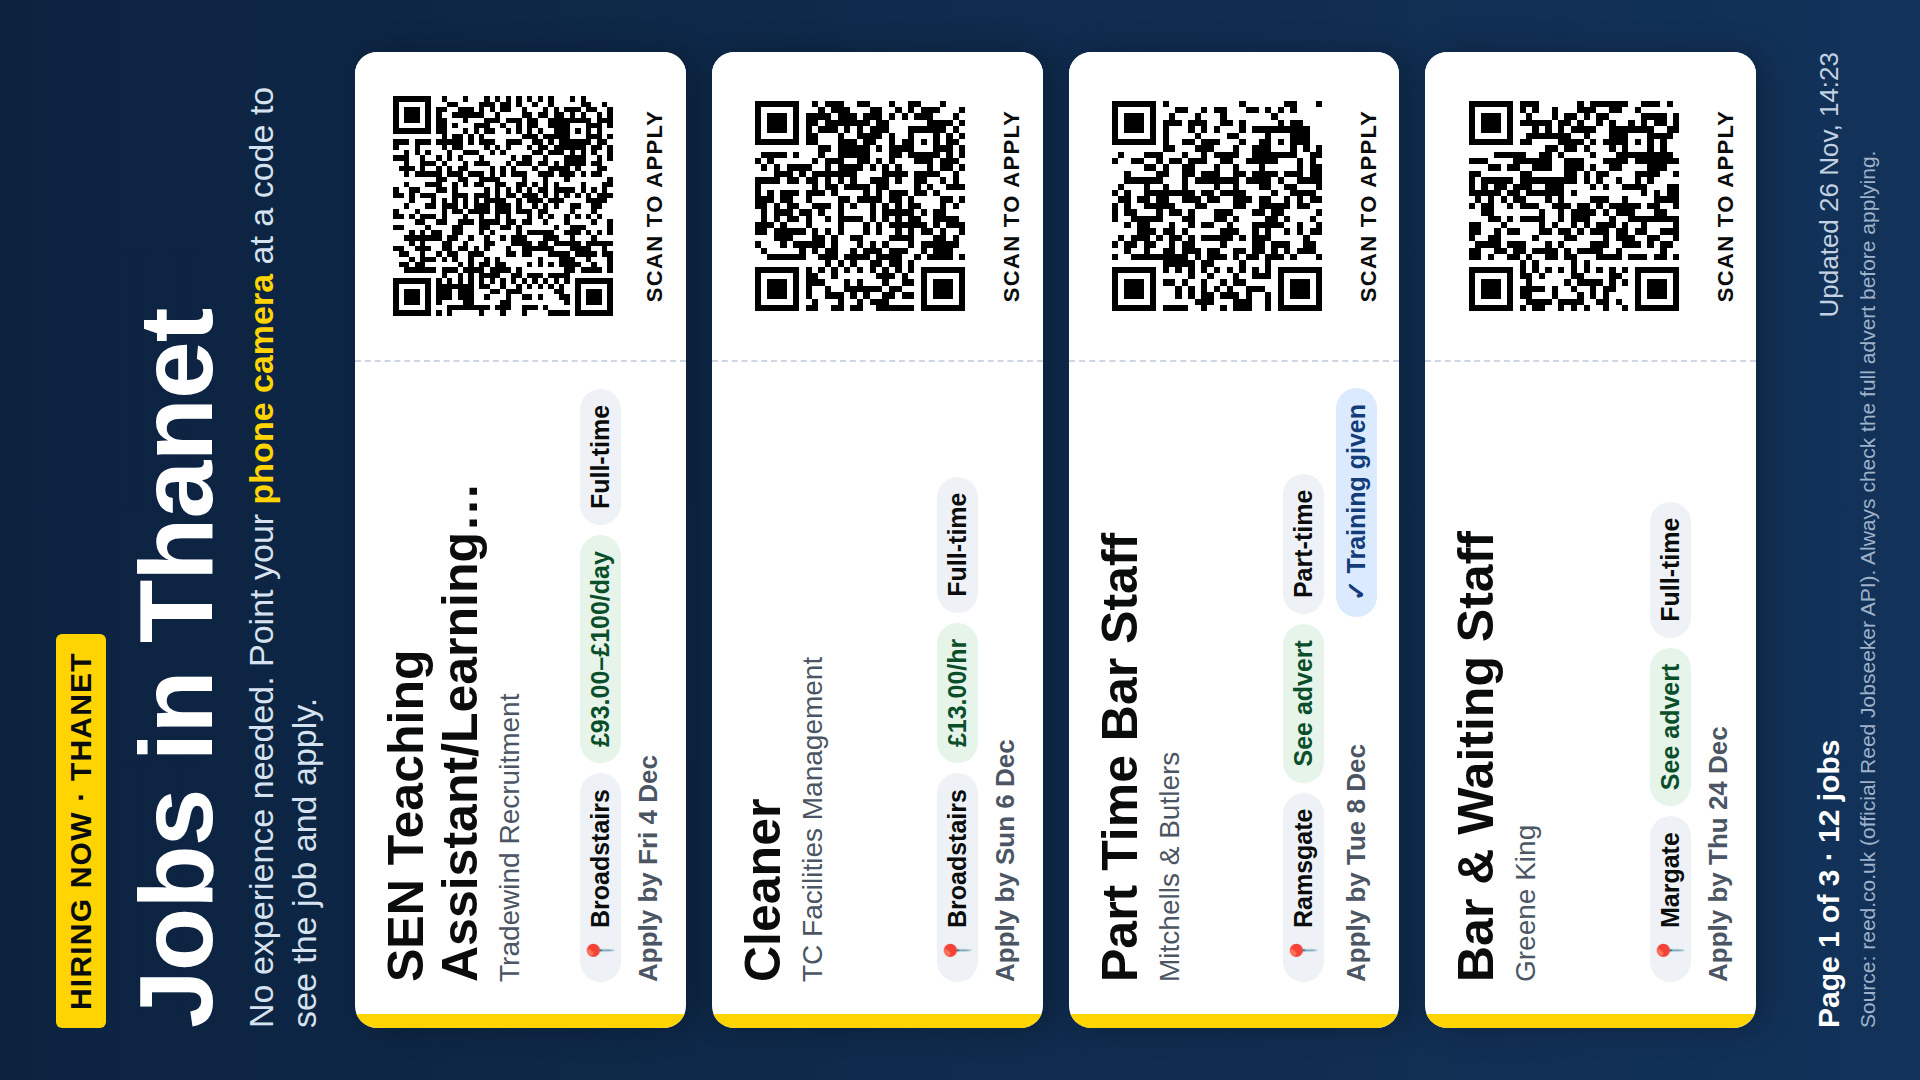 HIRING NOW · THANET
Jobs in Thanet
No experience needed. Point your phone camera at a code to
see the job and apply.
SEN Teaching
Assistant/Learning…
Tradewind Recruitment
📍 Broadstairs
£93.00–£100/day
Full-time
Apply by Fri 4 Dec
SCAN TO APPLY
Cleaner
TC Facilities Management
📍 Broadstairs
£13.00/hr
Full-time
Apply by Sun 6 Dec
SCAN TO APPLY
Part Time Bar Staff
Mitchells & Butlers
📍 Ramsgate
See advert
Part-time
Apply by Tue 8 Dec
✓ Training given
SCAN TO APPLY
Bar & Waiting Staff
Greene King
📍 Margate
See advert
Full-time
Apply by Thu 24 Dec
SCAN TO APPLY
Page 1 of 3 · 12 jobs
Updated 26 Nov, 14:23
Source: reed.co.uk (official Reed Jobseeker API). Always check the full advert before applying.